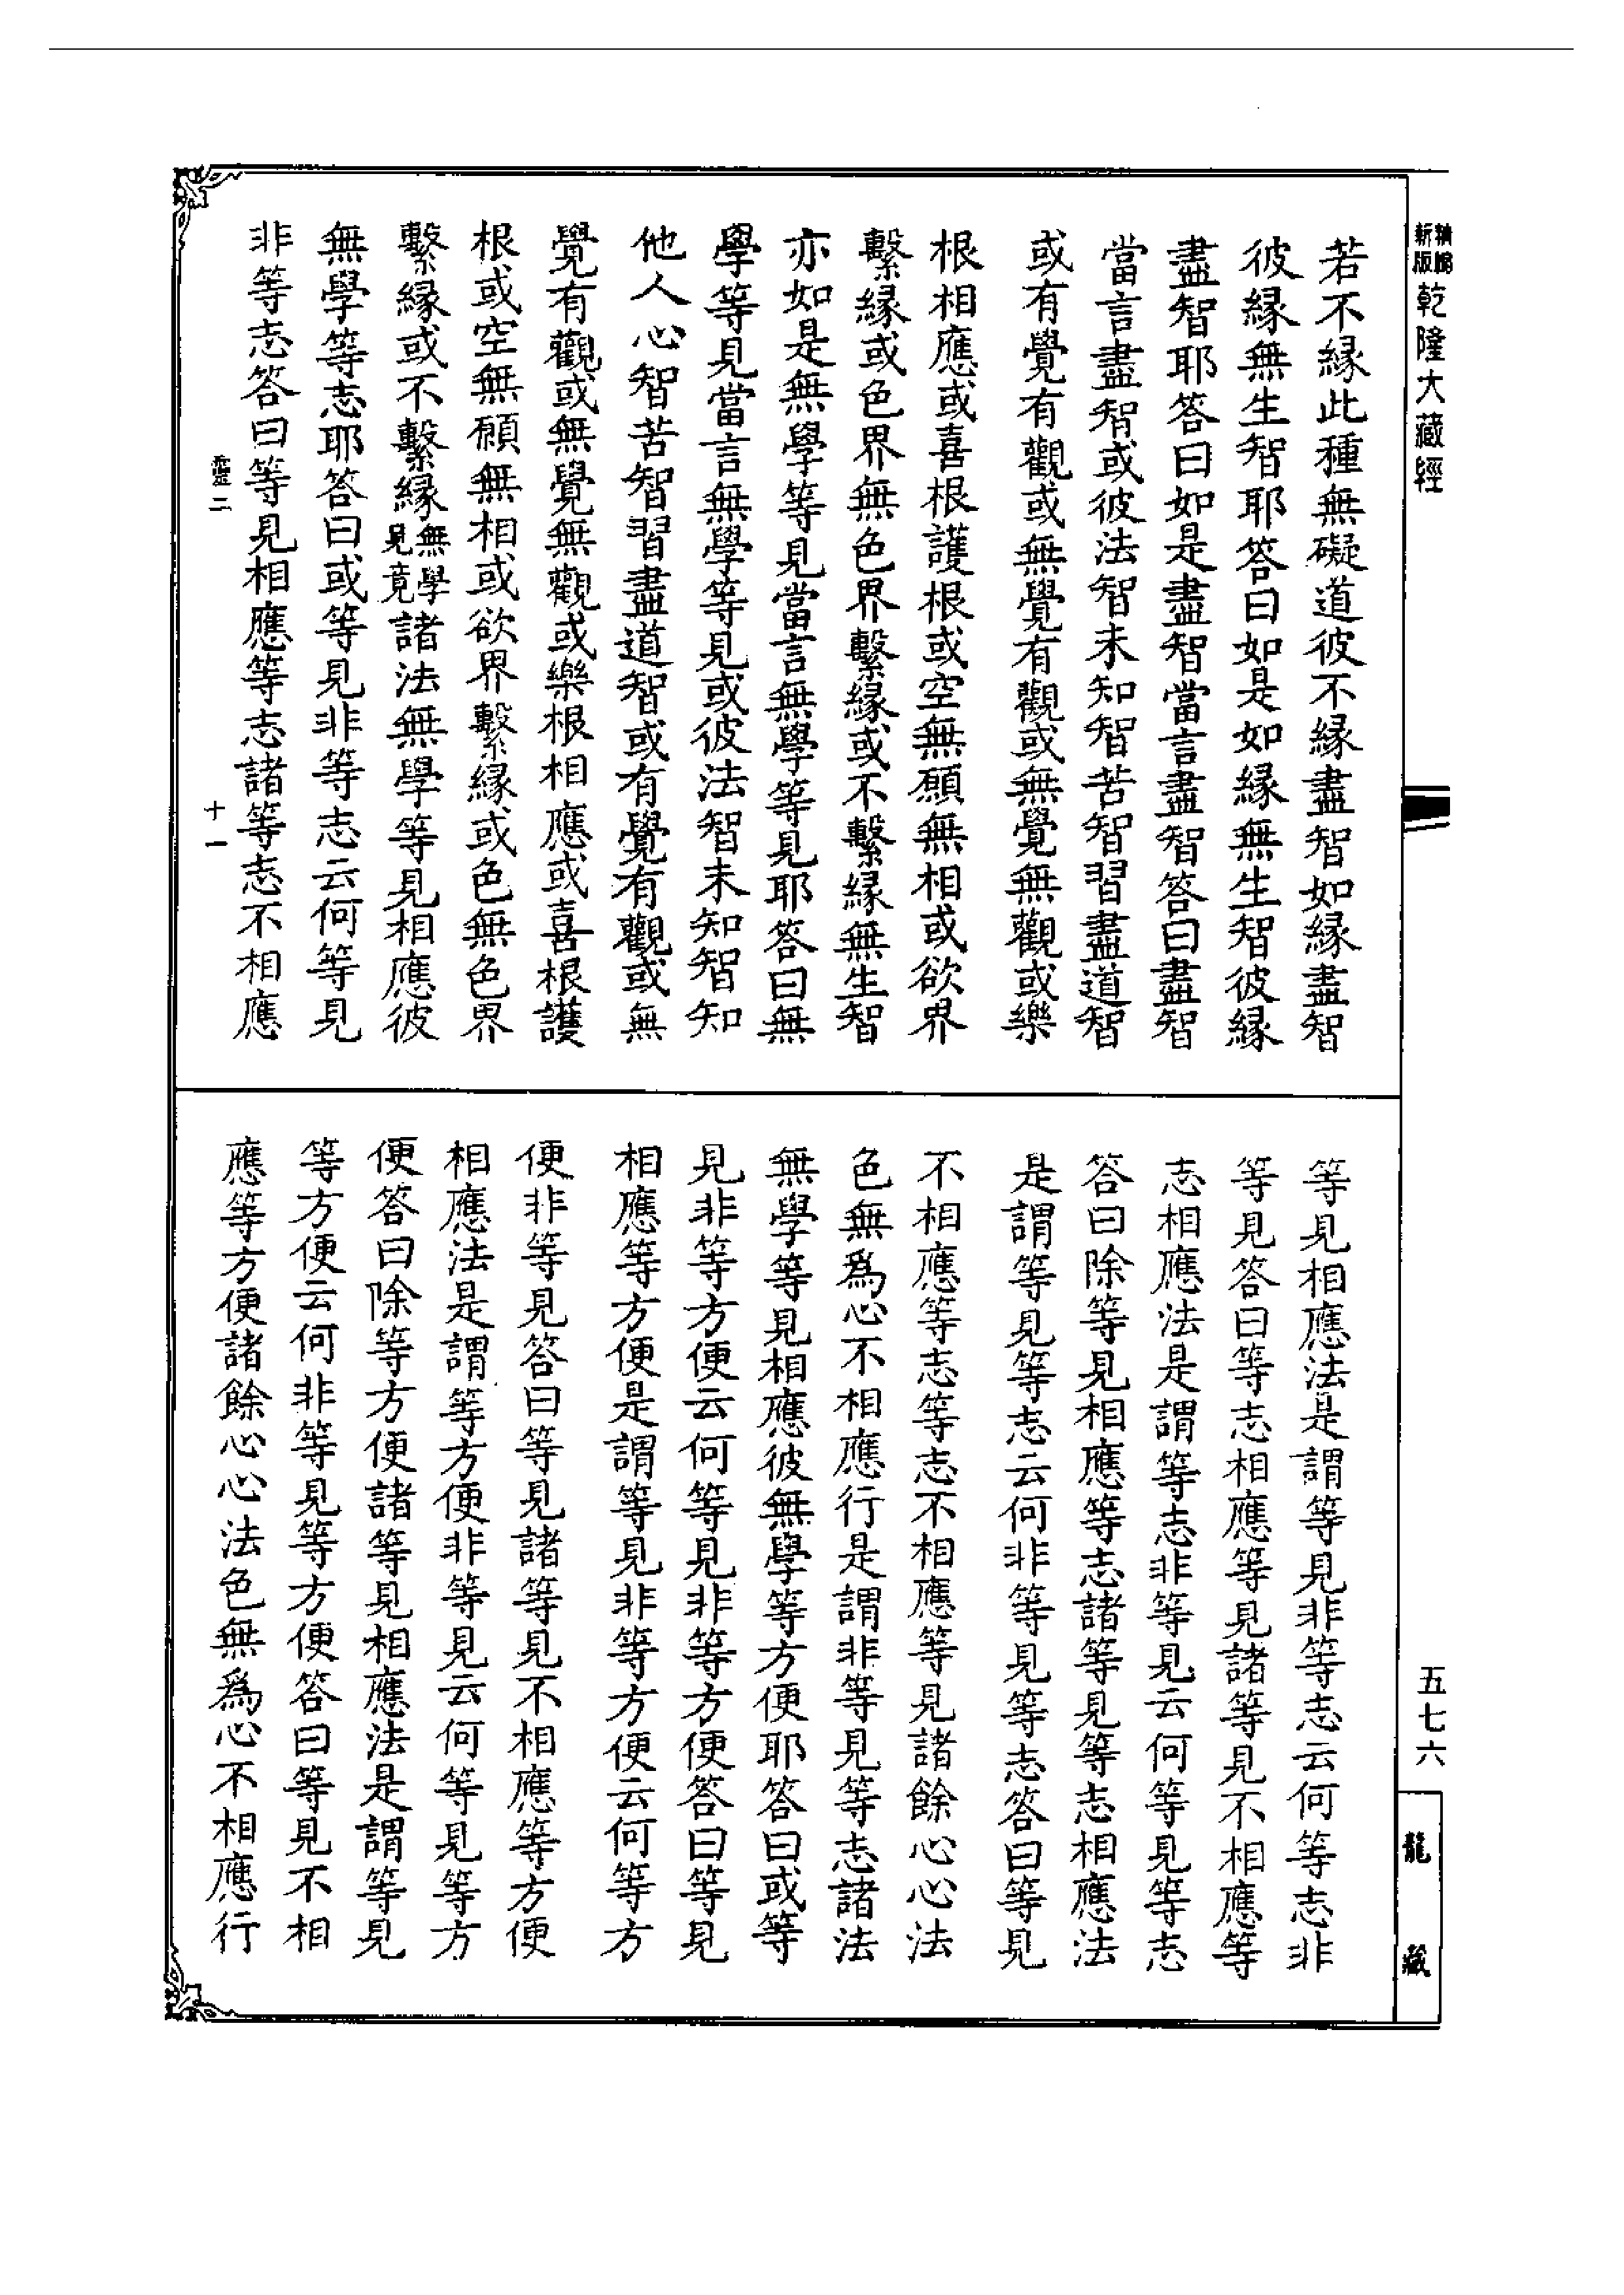 新版
乾隆大藏經
若不緣此種無礙道彼不緣盡智如緣盡智
彼緣無生智耶答曰如是如緣無生智彼緣
盡智耶答曰如是盡智當言盡智答曰盡智
當言盡智或彼法智未知智苦智習盡道智
或有覺有觀或無覺有觀或無覺無觀或樂
根相應或喜根護根或空無願無相或欲界
繫緣或色界無色界繫緣或不繫緣無生智
亦如是無學等見當言無學等見耶答曰無
學等見當言無學等見或彼法智未知智知
他人心智苦智習盡道智或有覺有觀或無
覺有觀或無覺無觀或樂根相應或喜根護
根或空無願無相或欲界繫緣或色無色界
繫緣或不繫緣無學見竟諸法無學等見相應彼
無學等志耶答曰或等見非等志云何等見
非等志答曰等見相應等志諸等志不相應
靈二
十一
等見相應法是謂等見非等志云何等志非
等見答曰等志相應等見諸等見不相應等
志相應法是謂等志非等見云何等見等志
答曰除等見相應等志諸等見等志相應法
是謂等見等志云何非等見等志答曰等見
不相應等志等志不相應等見諸餘心心法
色無為心不相應行是謂非等見等志諸法
無學等見相應彼無學等方便耶答曰或等
見非等方便云何等見非等方便答曰等見
相應等方便是謂等見非等方便云何等方
便非等見答曰等見諸等見不相應等方便
相應法是謂等方便非等見云何等見等方
便答曰除等方便諸等見相應法是謂等見
等方便云何非等見等方便答曰等見不相
應等方便諸餘心心法色無為心不相應行
五七六
龍藏